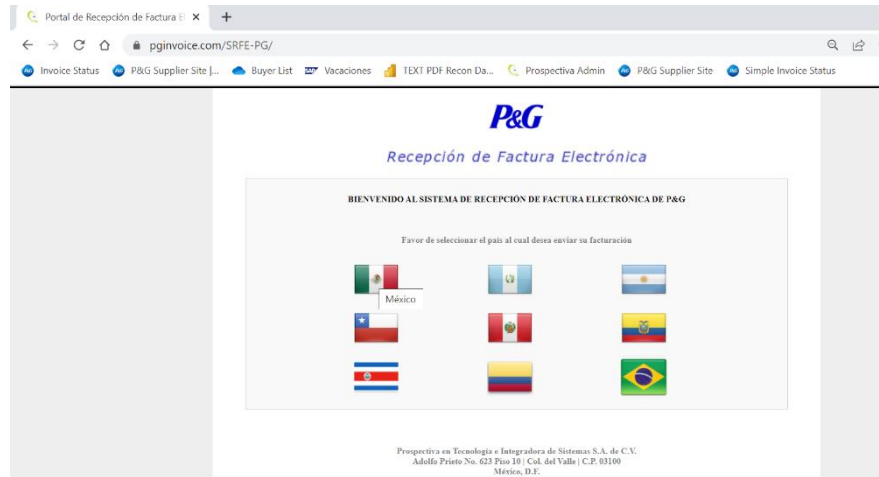 Portal de Recepción de Factura El
pginvoice.com/SRFE-PG/
Invoice Status P&G Supplier Site |... Buyer List Vacaciones TEXT PDF Recon Da... Prospectiva Admin P&G Supplier Site Simple Invoice Status
P&G
Recepción de Factura Electrónica
BIENVENIDO AL SISTEMA DE RECEPCIÓN DE FACTURA ELECTRÓNICA DE P&G
Favor de seleccionar el país al cual desea enviar su facturación
México
Prospectiva en Tecnología e Integradora de Sistemas S.A. de C.V.
Adolfo Prieto No. 623 Piso 10 | Col. del Valle | C.P. 03100
México, D.F.